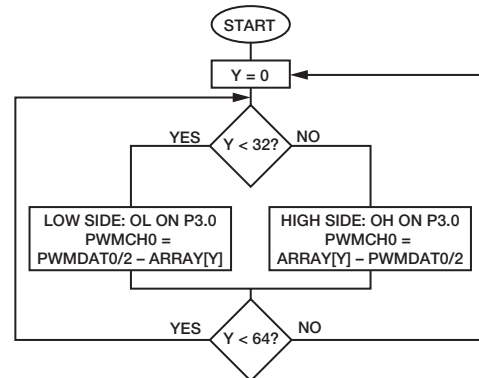 START
Y = 0
YES
Y < 32?
NO
LOW SIDE: OL ON P3.0
PWMCH0 =
PWMDAT0/2 – ARRAY[Y]
HIGH SIDE: OH ON P3.0
PWMCH0 =
ARRAY[Y] – PWMDAT0/2
YES
Y < 64?
NO